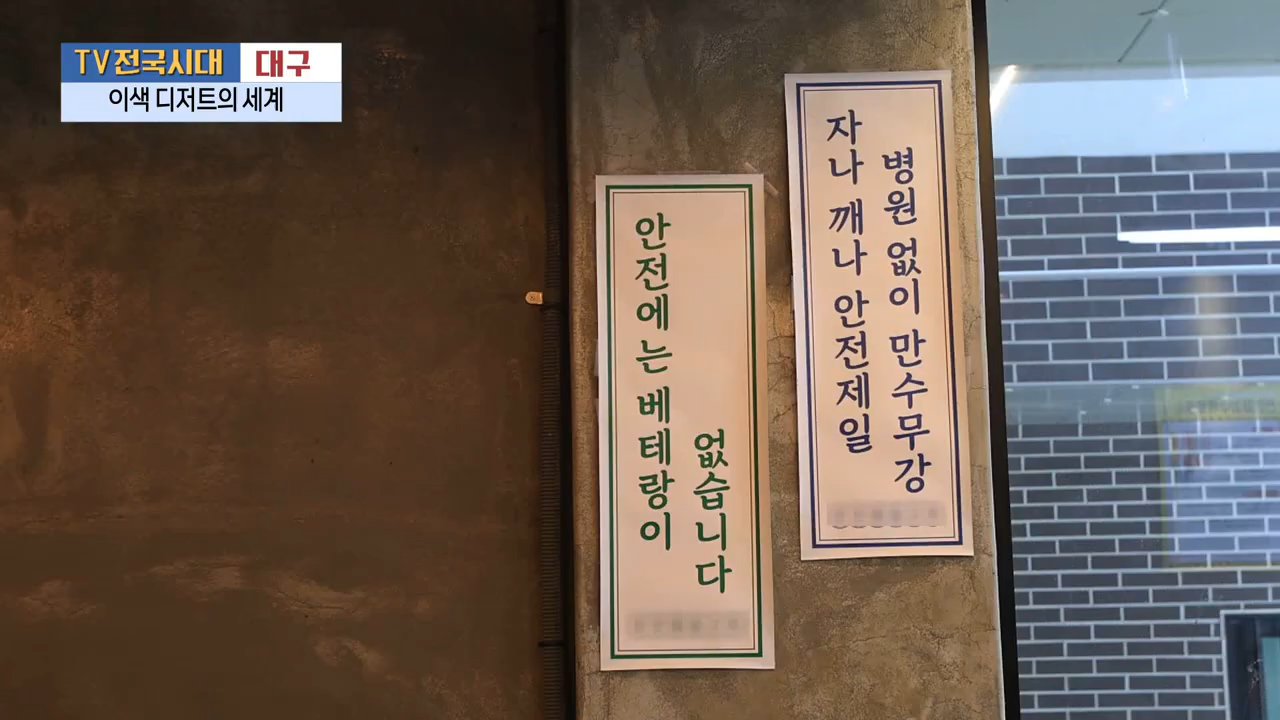 TV전국시대 대구
이색 디저트의 세계
안전에는 베테랑이
없습니다
자나 깨나 안전제일
병원 없이 만수무강